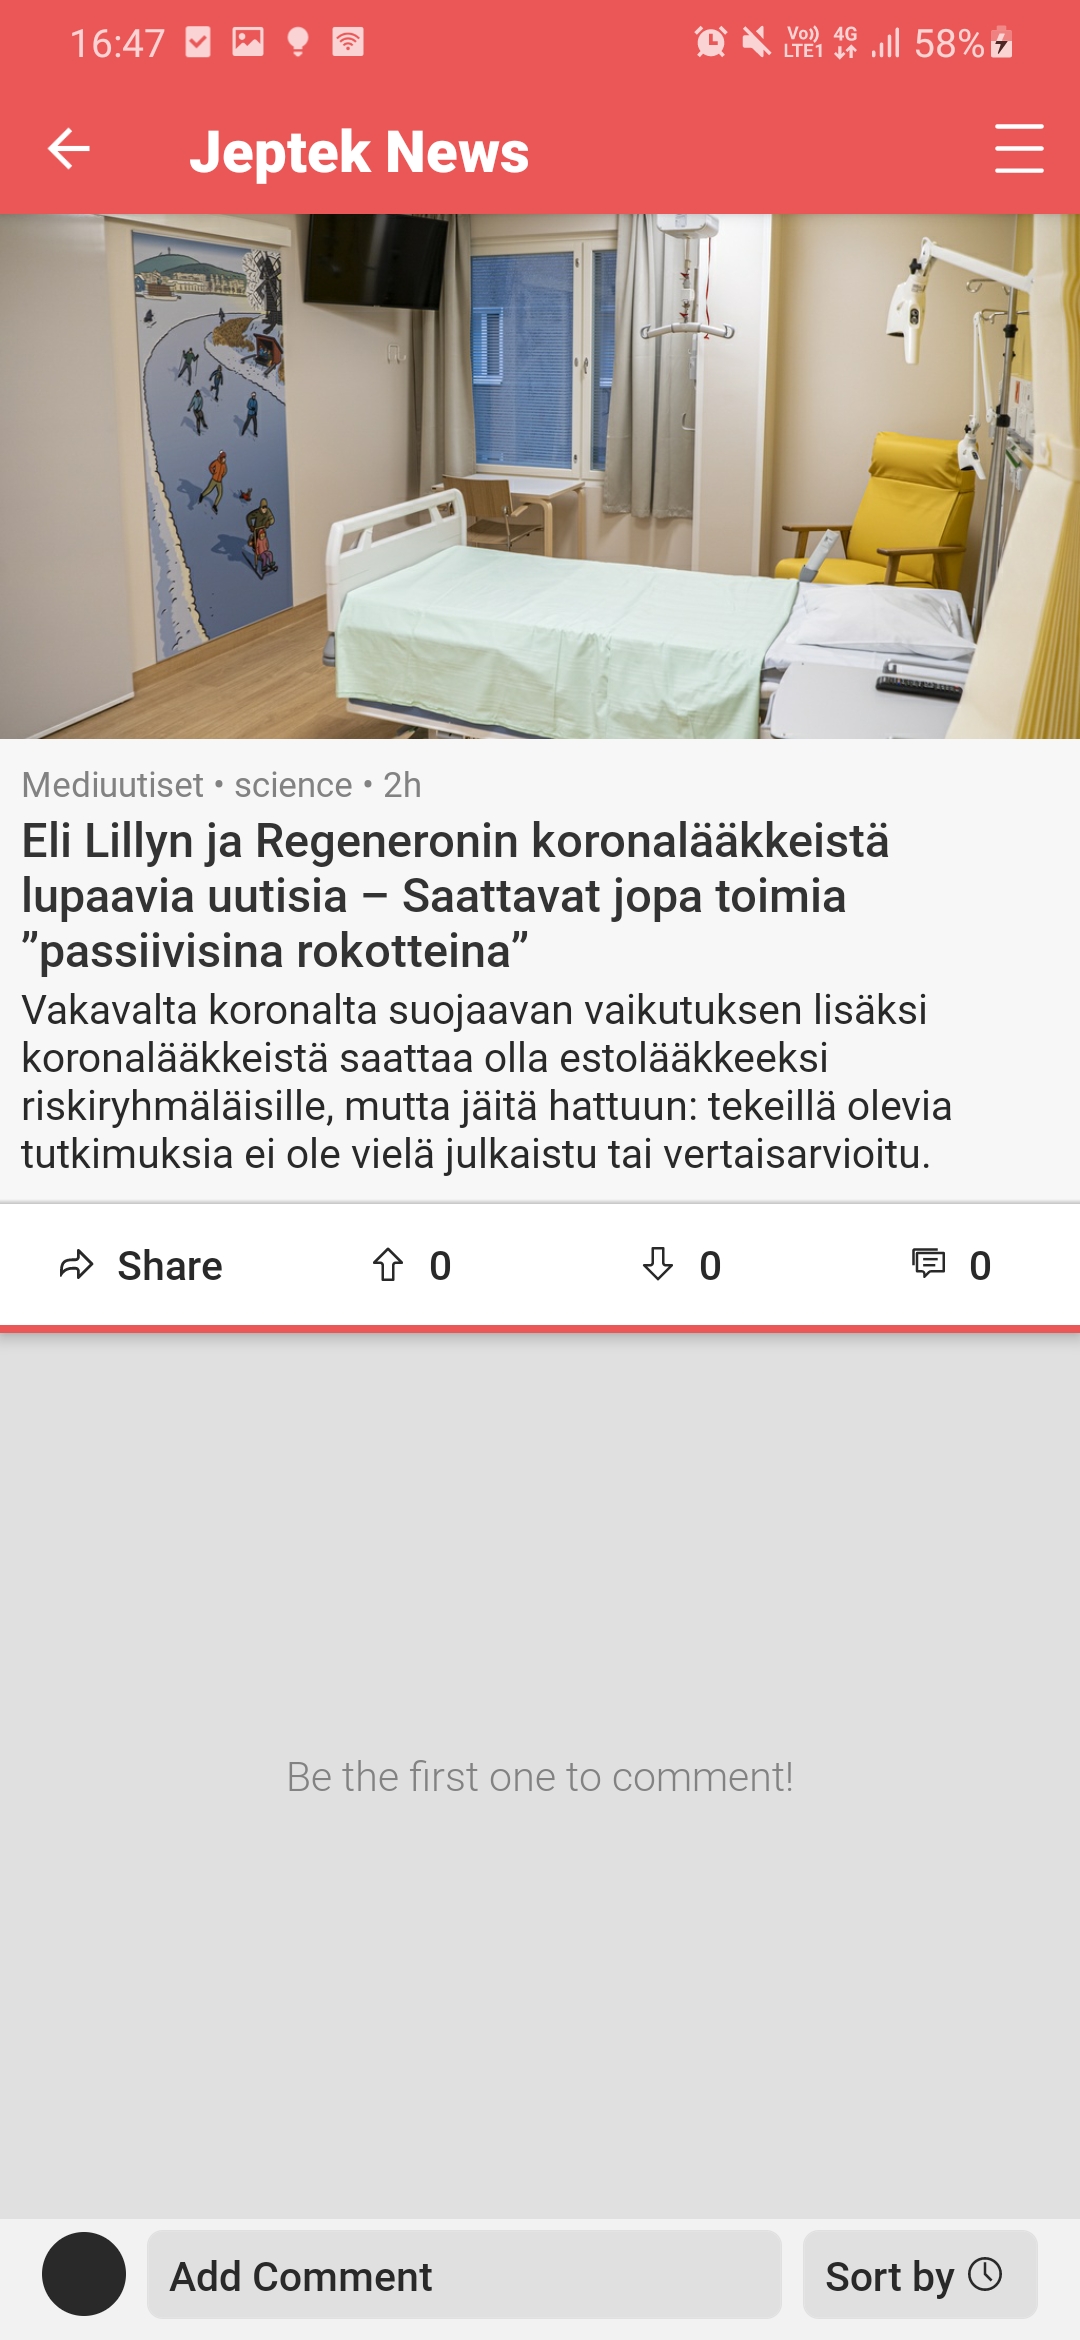 16:47
Vo)) LTE1 4G 58%
Jeptek News
Mediuutiset • science • 2h
Eli Lillyn ja Regeneronin koronalääkkeistä
lupaavia uutisia – Saattavat jopa toimia
”passiivisina rokotteina”
Vakavalta koronalta suojaavan vaikutuksen lisäksi
koronalääkkeistä saattaa olla estolääkkeeksi
riskiryhmäläisille, mutta jäitä hattuun: tekeillä olevia
tutkimuksia ei ole vielä julkaistu tai vertaisarvioitu.
Share 0 0 0
Be the first one to comment!
Add Comment
Sort by